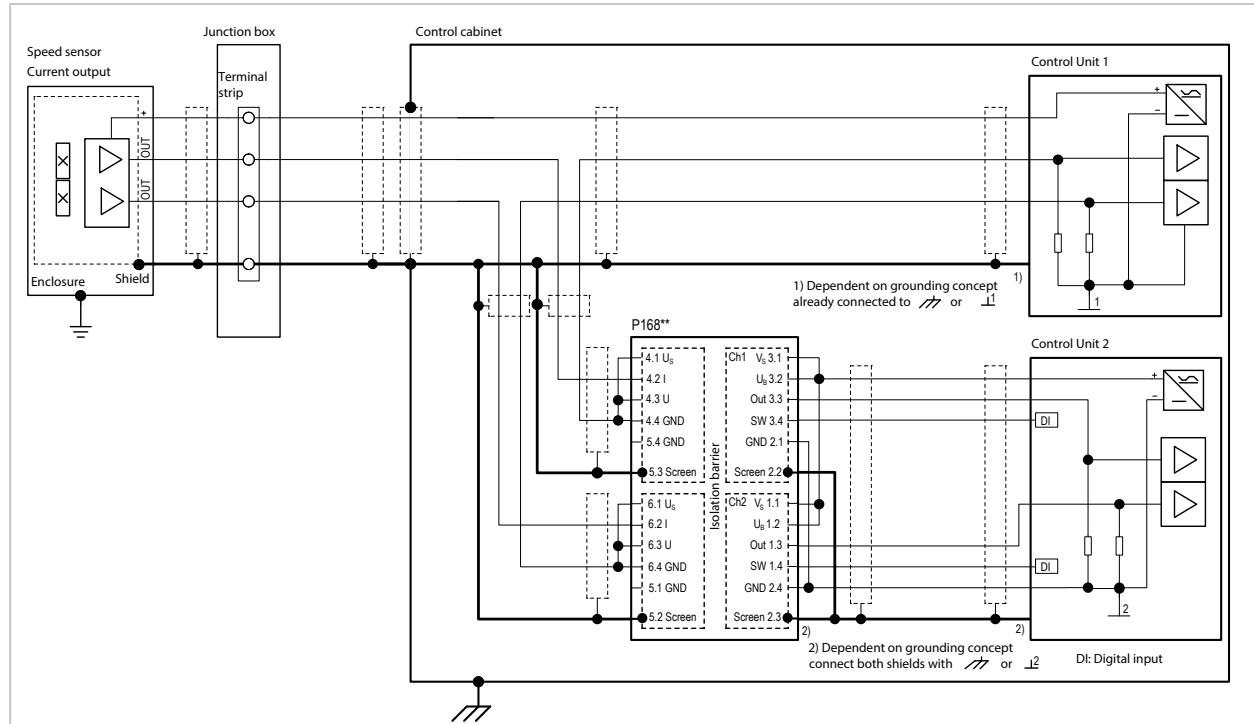 Speed sensor
Current output
Junction box
Control cabinet
Terminal
strip
Control Unit 1
+
OUT
OUT
Enclosure
Shield
+
−
1
1)
1) Dependent on grounding concept
already connected to or 1
P168**
4.1 US
4.2 I
4.3 U
4.4 GND
5.4 GND
5.3 Screen
6.1 US
6.2 I
6.3 U
6.4 GND
5.1 GND
5.2 Screen
Isolation barrier
Ch1 VS 3.1
UB 3.2
Out 3.3
SW 3.4
GND 2.1
Screen 2.2
Ch2 VS 1.1
UB 1.2
Out 1.3
SW 1.4
GND 2.4
Screen 2.3
2)
Control Unit 2
+
−
DI
DI
2
2)
2) Dependent on grounding concept
connect both shields with or 2
DI: Digital input